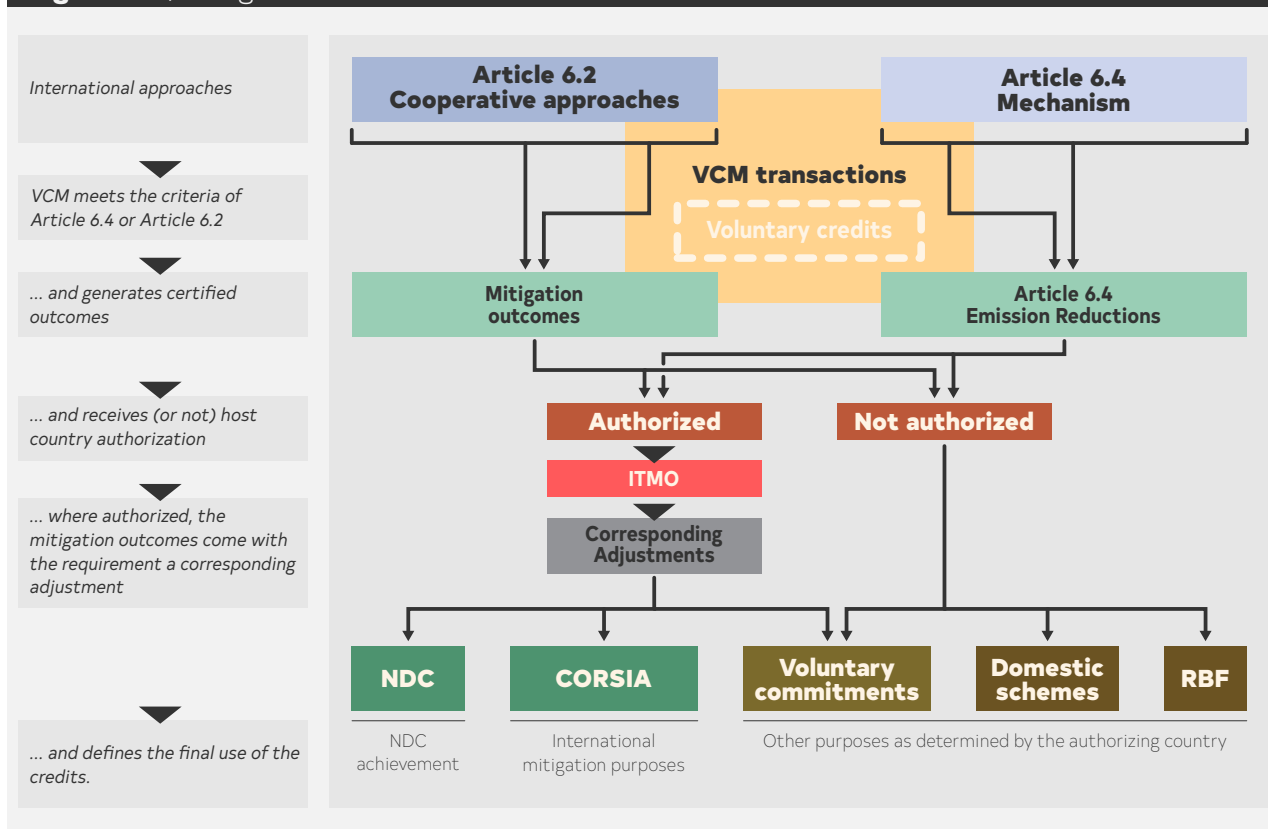 International approaches
VCM meets the criteria of
Article 6.4 or Article 6.2
... and generates certified
outcomes
... and receives (or not) host
country authorization
... where authorized, the
mitigation outcomes come with
the requirement a corresponding
adjustment
... and defines the final use of the
credits.
Article 6.2
Cooperative approaches
Article 6.4
Mechanism
VCM transactions
Voluntary credits
Mitigation
outcomes
Article 6.4
Emission Reductions
Authorized
Not authorized
ITMO
Corresponding
Adjustments
NDC
CORSIA
Voluntary
commitments
Domestic
schemes
RBF
NDC
achievement
International
mitigation purposes
Other purposes as determined by the authorizing country